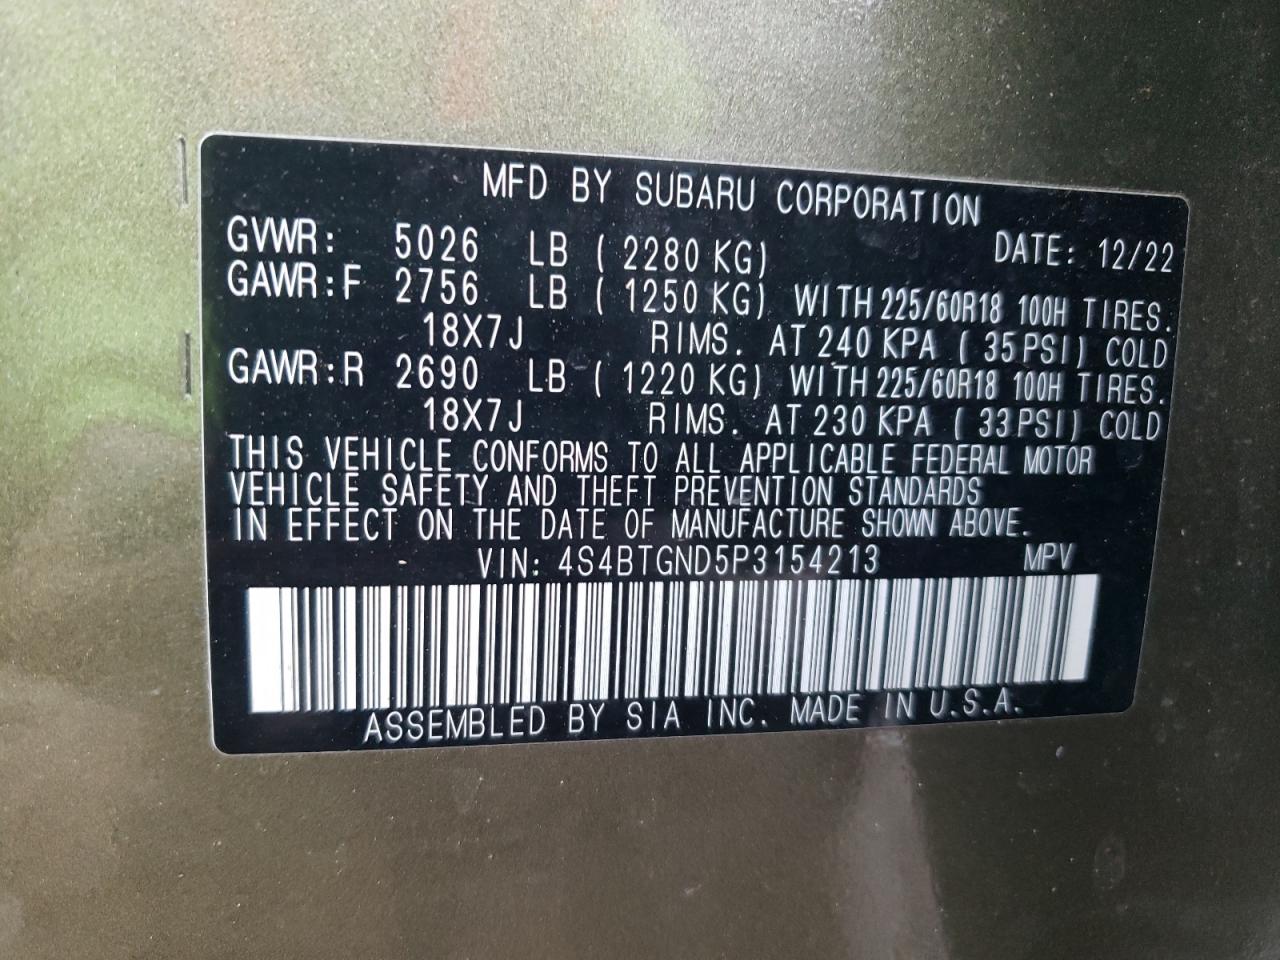 MFD BY SUBARU CORPORATION
GVWR: 5026 LB ( 2280 KG) DATE: 12/22
GAWR:F 2756 LB ( 1250 KG) WITH 225/60R18 100H TIRES.
18X7J RIMS. AT 240 KPA ( 35 PSI) COLD
GAWR:R 2690 LB ( 1220 KG) WITH 225/60R18 100H TIRES.
18X7J RIMS. AT 230 KPA ( 33 PSI) COLD
THIS VEHICLE CONFORMS TO ALL APPLICABLE FEDERAL MOTOR
VEHICLE SAFETY AND THEFT PREVENTION STANDARDS
IN EFFECT ON THE DATE OF MANUFACTURE SHOWN ABOVE.
VIN: 4S4BTGND5P3154213 MPV
ASSEMBLED BY SIA INC. MADE IN U.S.A.